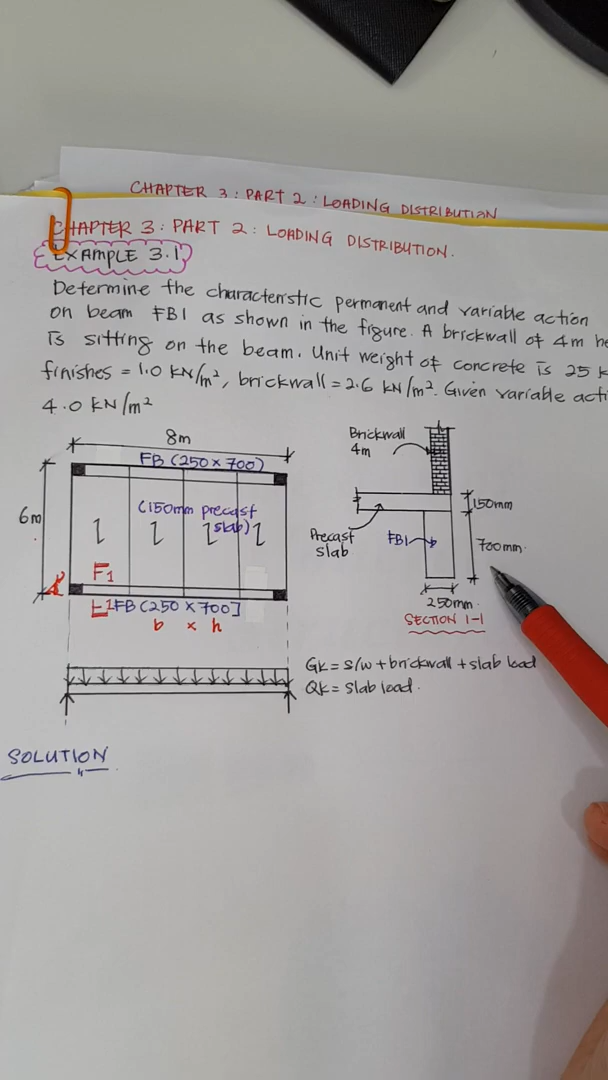 CHAPTER 3 : PART 2 : LOADING DISTRIBUTION
CHAPTER 3 : PART 2 : LOADING DISTRIBUTION.
EXAMPLE 3.1
Determine the characteristic permanent and variable action
on beam FB1 as shown in the figure. A brickwall of 4m he
is sitting on the beam. Unit weight of concrete is 25 k
finishes = 1.0 kN/m², brickwall = 2.6 kN/m². Given variable acti
4.0 kN/m²
8m
FB (250 x 700)
6m
(150mm precast
slab)
F1
FB (250 x 700]
b x h
Brickwall
4m
150mm
Precast
slab
FB1
700mm.
250mm.
SECTION 1-1
Gk = s/w + brickwall + slab load
Qk = slab load.
SOLUTION